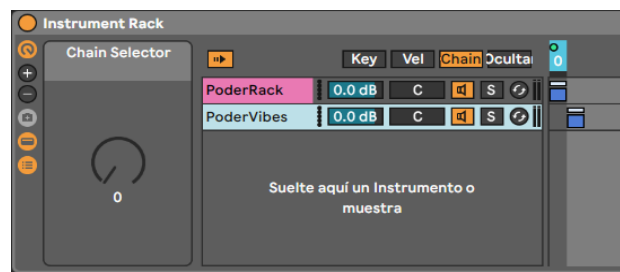 Instrument Rack
Chain Selector
0
Key Vel Chain Oculta
0
PoderRack 0.0 dB C S
PoderVibes 0.0 dB C S
Suelte aquí un Instrumento o
muestra